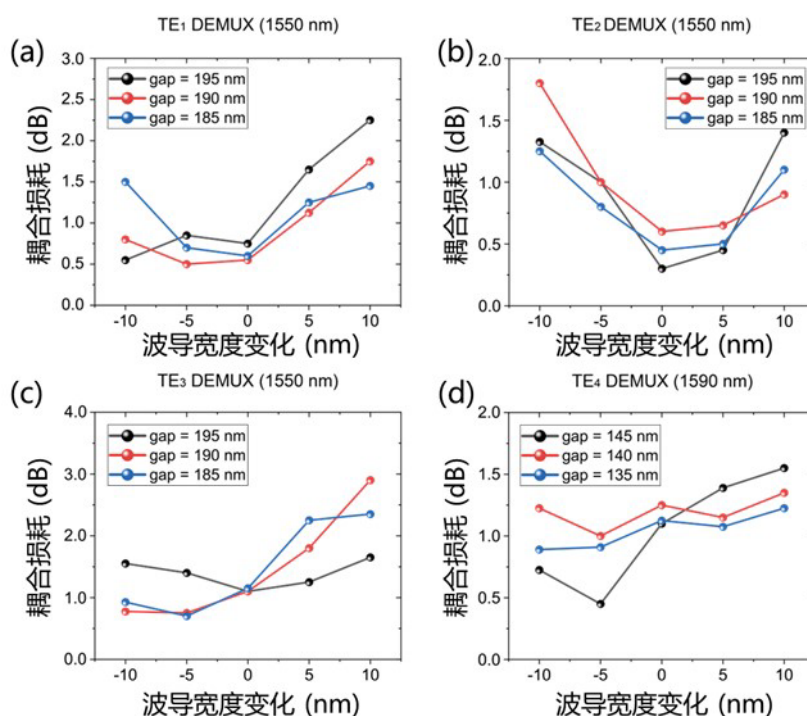 TE₁ DEMUX (1550 nm)
(a)
gap = 195 nm
gap = 190 nm
gap = 185 nm
耦合损耗 (dB)
3.0
2.5
2.0
1.5
1.0
0.5
0.0
-10 -5 0 5 10
波导宽度变化 (nm)
TE₂ DEMUX (1550 nm)
(b)
gap = 195 nm
gap = 190 nm
gap = 185 nm
耦合损耗 (dB)
2.0
1.5
1.0
0.5
0.0
-10 -5 0 5 10
波导宽度变化 (nm)
TE₃ DEMUX (1550 nm)
(c)
gap = 195 nm
gap = 190 nm
gap = 185 nm
耦合损耗 (dB)
4.0
3.0
2.0
1.0
0.0
-10 -5 0 5 10
波导宽度变化 (nm)
TE₄ DEMUX (1590 nm)
(d)
gap = 145 nm
gap = 140 nm
gap = 135 nm
耦合损耗 (dB)
2.0
1.5
1.0
0.5
0.0
-10 -5 0 5 10
波导宽度变化 (nm)